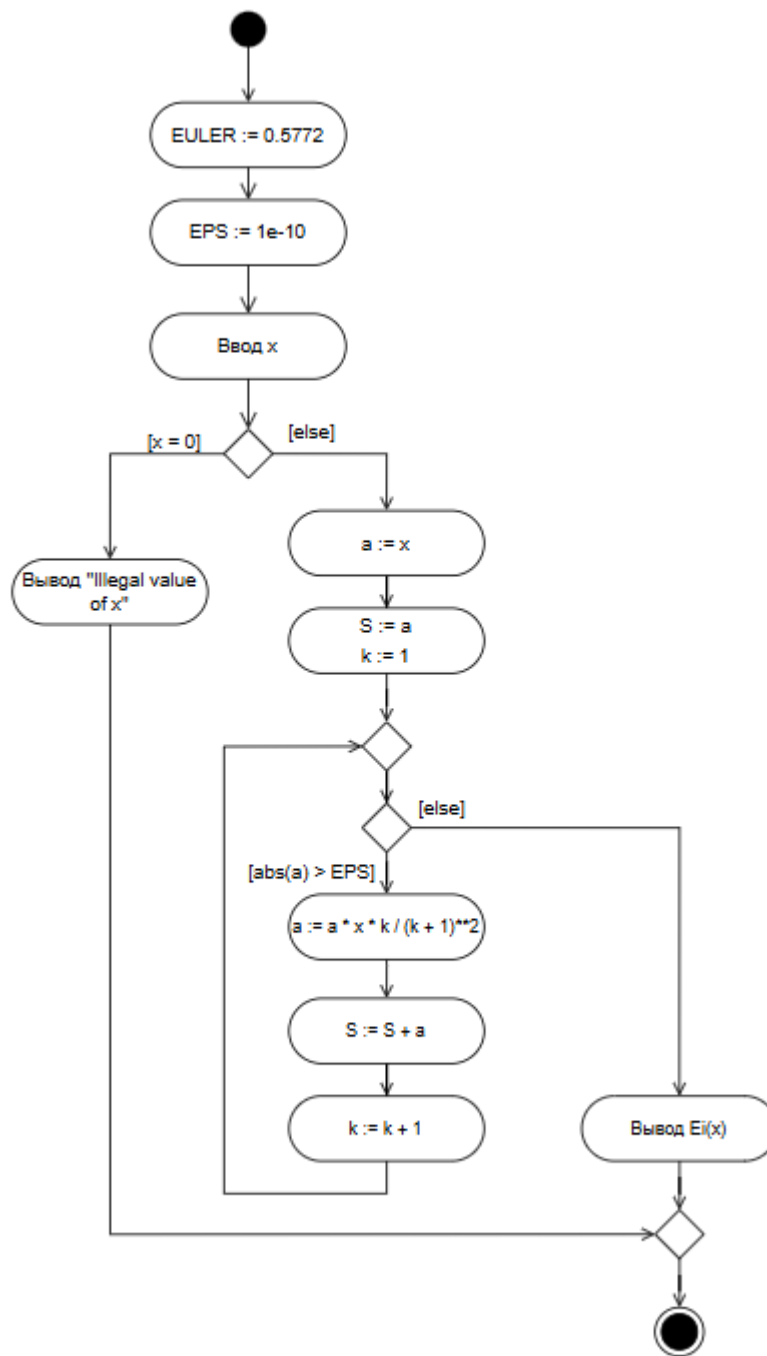 EULER := 0.5772
EPS := 1e-10
Ввод x
[x = 0]
[else]
Вывод "Illegal value
of x"
a := x
S := a
k := 1
[else]
[abs(a) > EPS]
a := a * x * k / (k + 1)**2
S := S + a
k := k + 1
Вывод Ei(x)